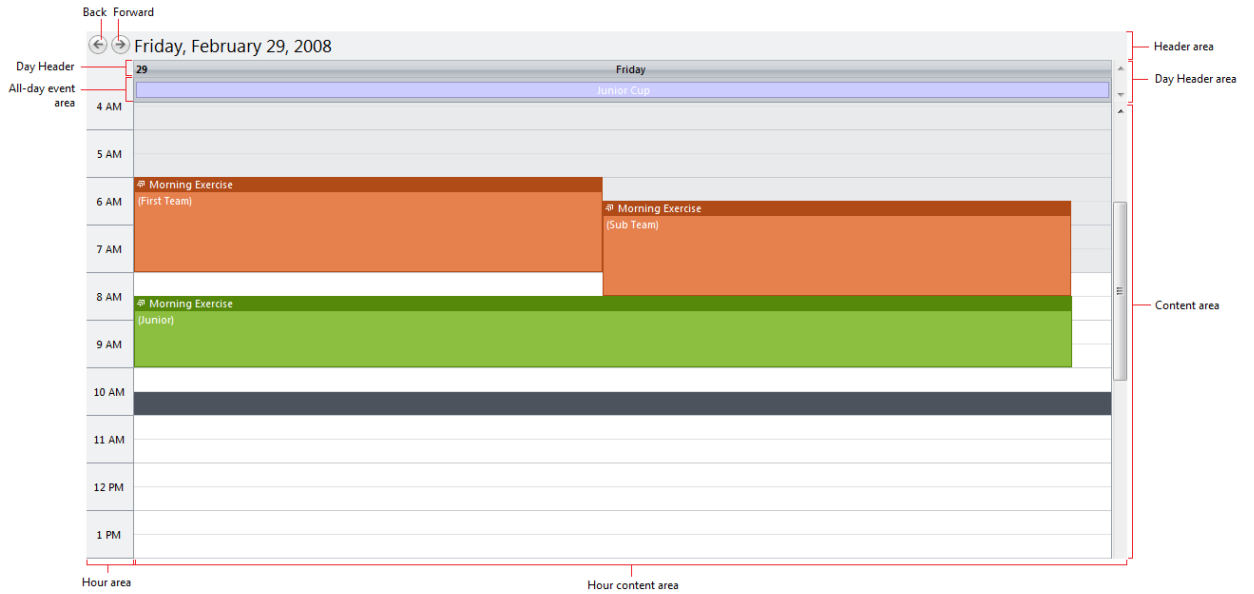 Back Forward
Friday, February 29, 2008
Header area
Day Header
29 Friday
Day Header area
All-day event
area
Junior Cup
4 AM
5 AM
Morning Exercise
6 AM
(First Team)
Morning Exercise
(Sub Team)
7 AM
8 AM
Morning Exercise
Content area
(Junior)
9 AM
10 AM
11 AM
12 PM
1 PM
Hour area
Hour content area